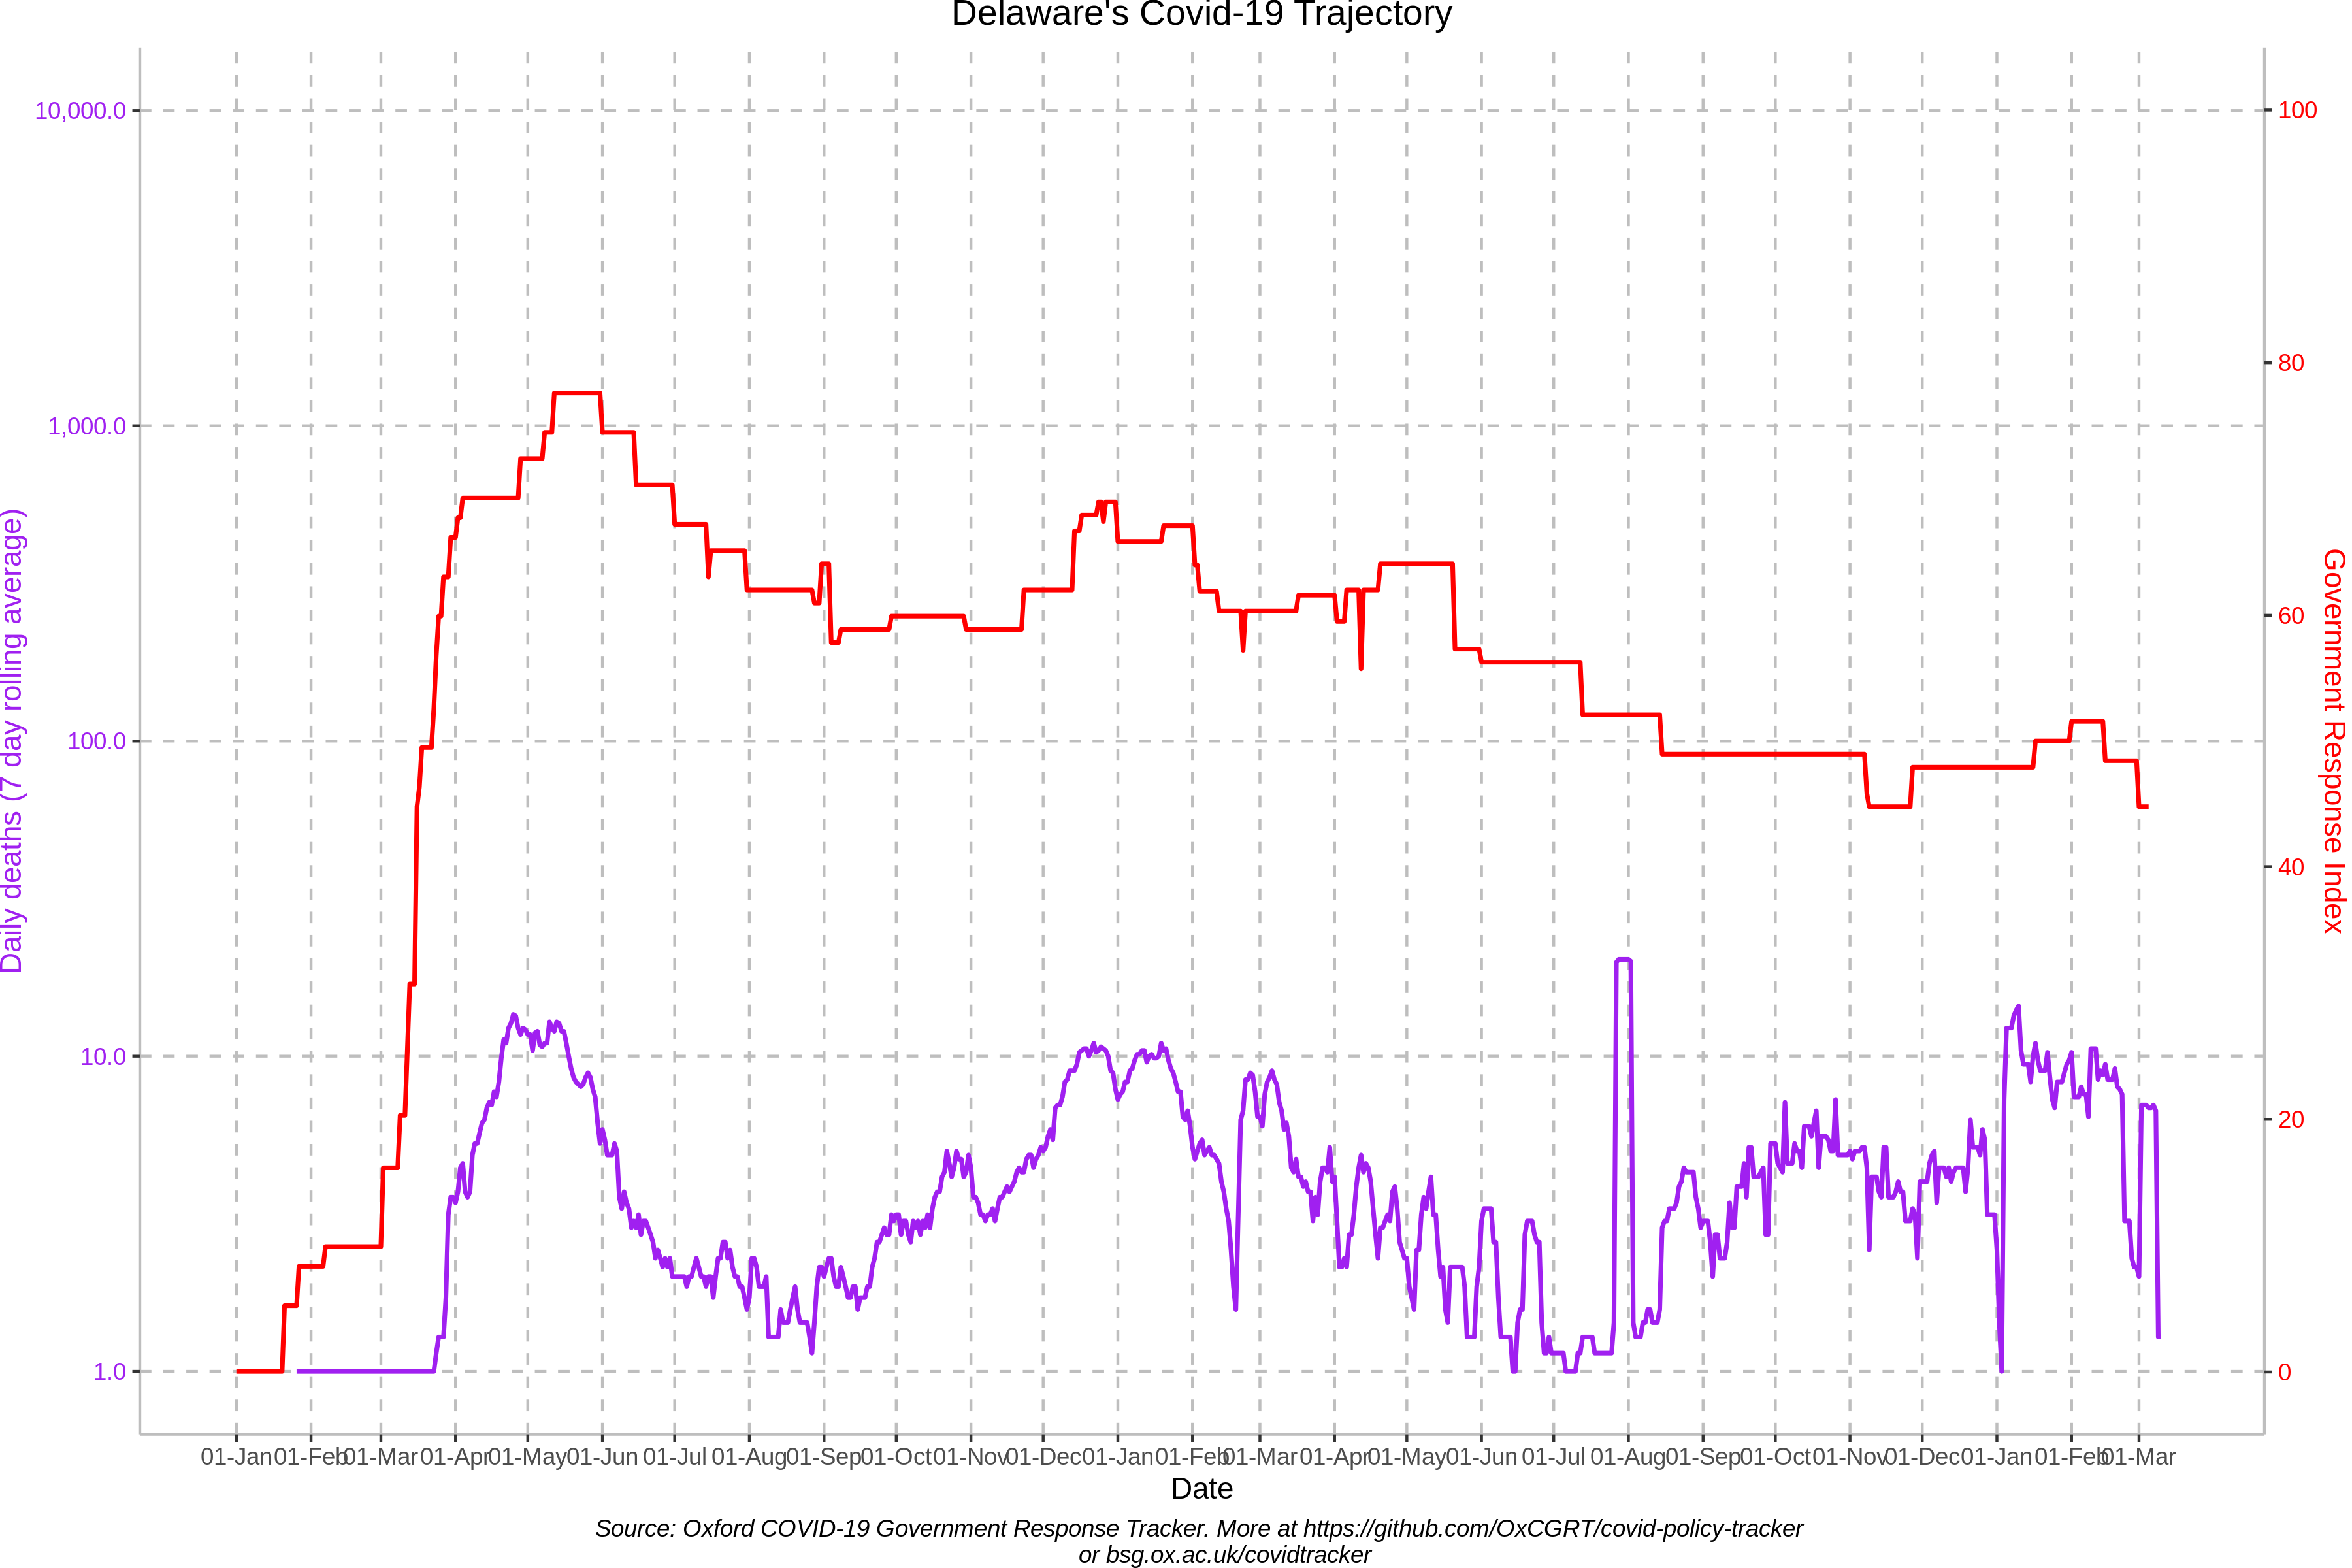 Delaware's Covid-19 Trajectory
10,000.0
1,000.0
100.0
10.0
1.0
Daily deaths (7 day rolling average)
100
80
60
40
20
0
Government Response Index
01-Jan 01-Feb 01-Mar 01-Apr 01-May 01-Jun 01-Jul 01-Aug 01-Sep 01-Oct 01-Nov 01-Dec 01-Jan 01-Feb 01-Mar 01-Apr 01-May 01-Jun 01-Jul 01-Aug 01-Sep 01-Oct 01-Nov 01-Dec 01-Jan 01-Feb 01-Mar
Date
Source: Oxford COVID-19 Government Response Tracker. More at https://github.com/OxCGRT/covid-policy-tracker
or bsg.ox.ac.uk/covidtracker